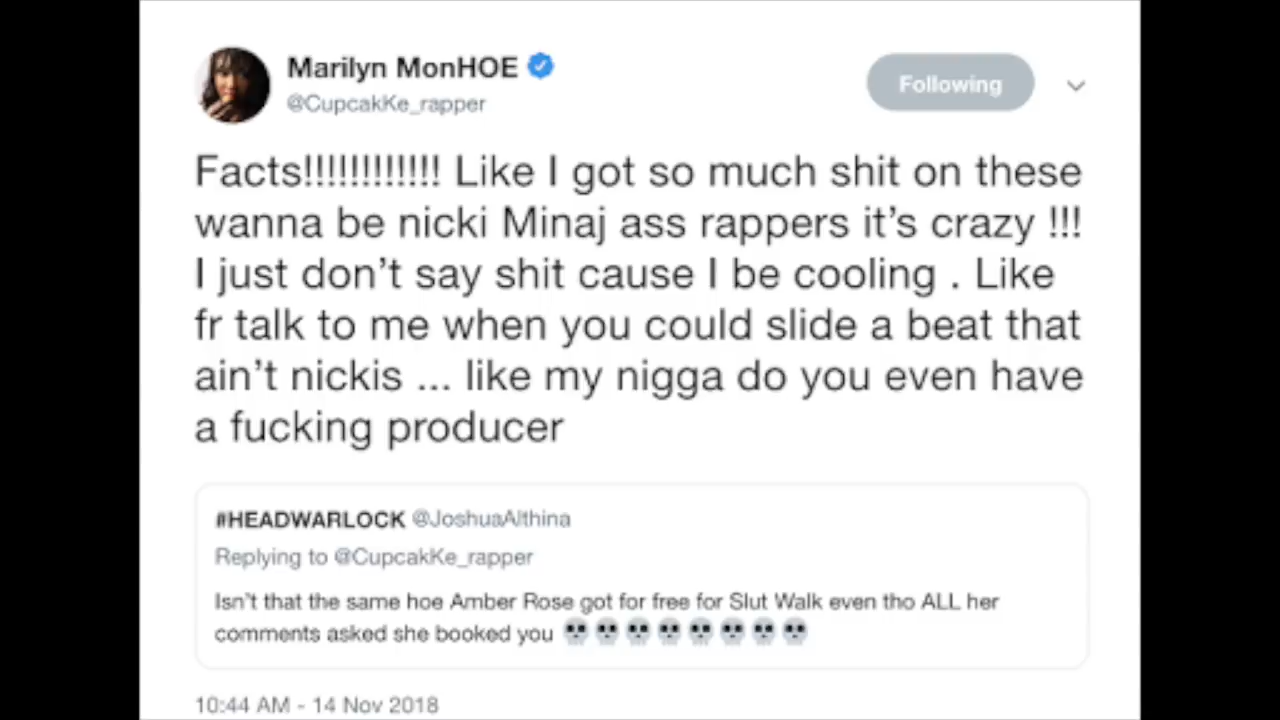 Marilyn MonHOE
@CupcakKe_rapper
Following
Facts!!!!!!!!!!!! Like I got so much shit on these
wanna be nicki Minaj ass rappers it's crazy !!!
I just don't say shit cause I be cooling . Like
fr talk to me when you could slide a beat that
ain't nickis ... like my nigga do you even have
a fucking producer
#HEADWARLOCK @JoshuaAlthina
Replying to @CupcakKe_rapper
Isn't that the same hoe Amber Rose got for free for Slut Walk even tho ALL her
comments asked she booked you 💀💀💀💀💀💀💀💀
10:44 AM - 14 Nov 2018